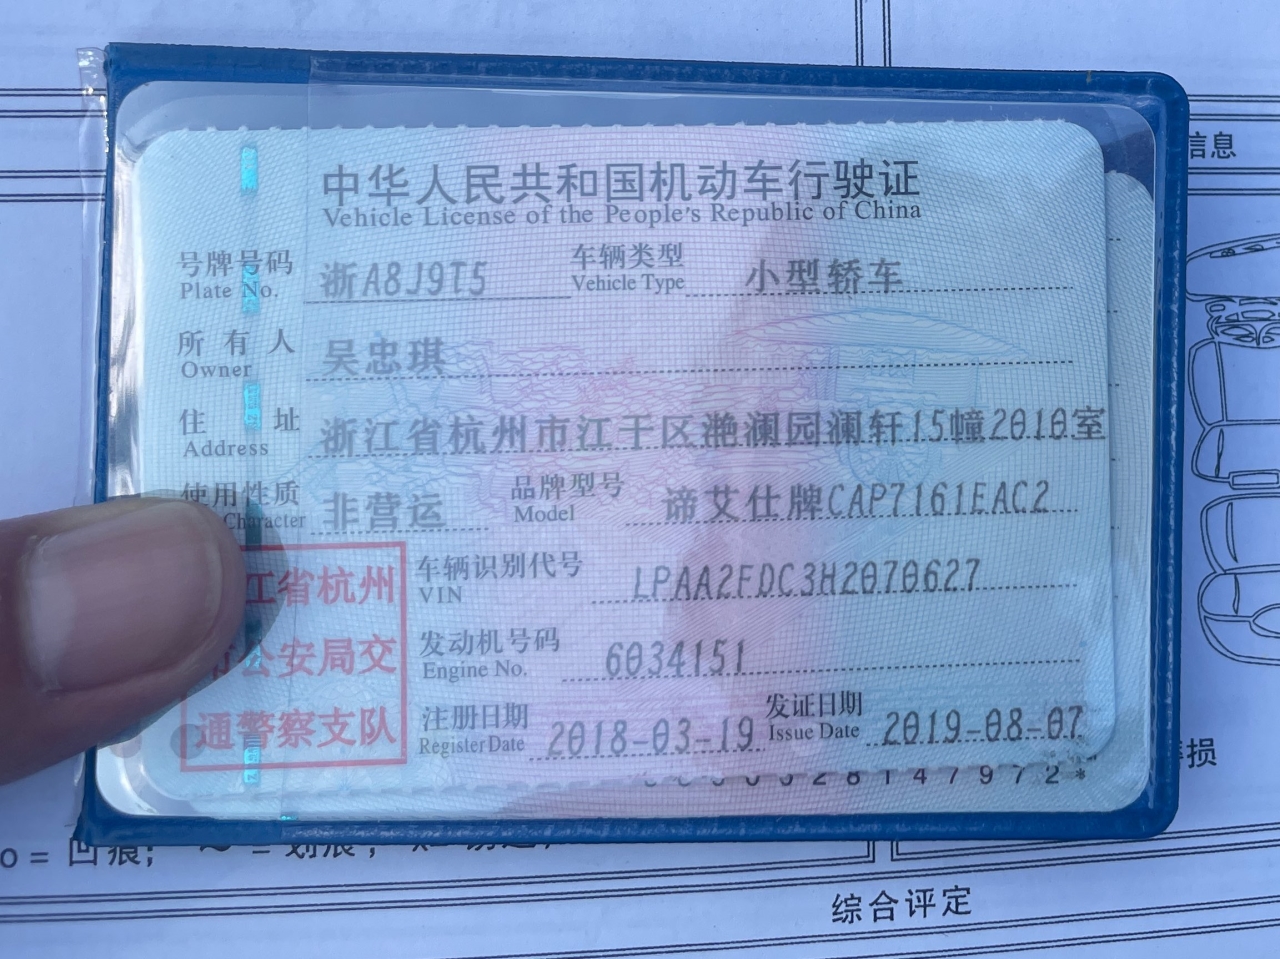 中华人民共和国机动车行驶证
Vehicle License of the People's Republic of China
号牌号码 浙A8J9T5 车辆类型 小型轿车
Plate No. Vehicle Type
所有人 吴忠琪
Owner
住址 浙江省杭州市江干区滟澜园澜轩15幢2010室
Address
使用性质 非营运 品牌型号 谛艾仕牌CAP7161EAC2
Character Model
车辆识别代号 LPAA2FDC3H2070627
VIN
江省杭州
公安局交
通警察支队
发动机号码 6034151
Engine No.
注册日期 2018-03-19 发证日期 2019-08-07
Register Date Issue Date
28147972*
信息
损
o = 凹痕;
综合评定